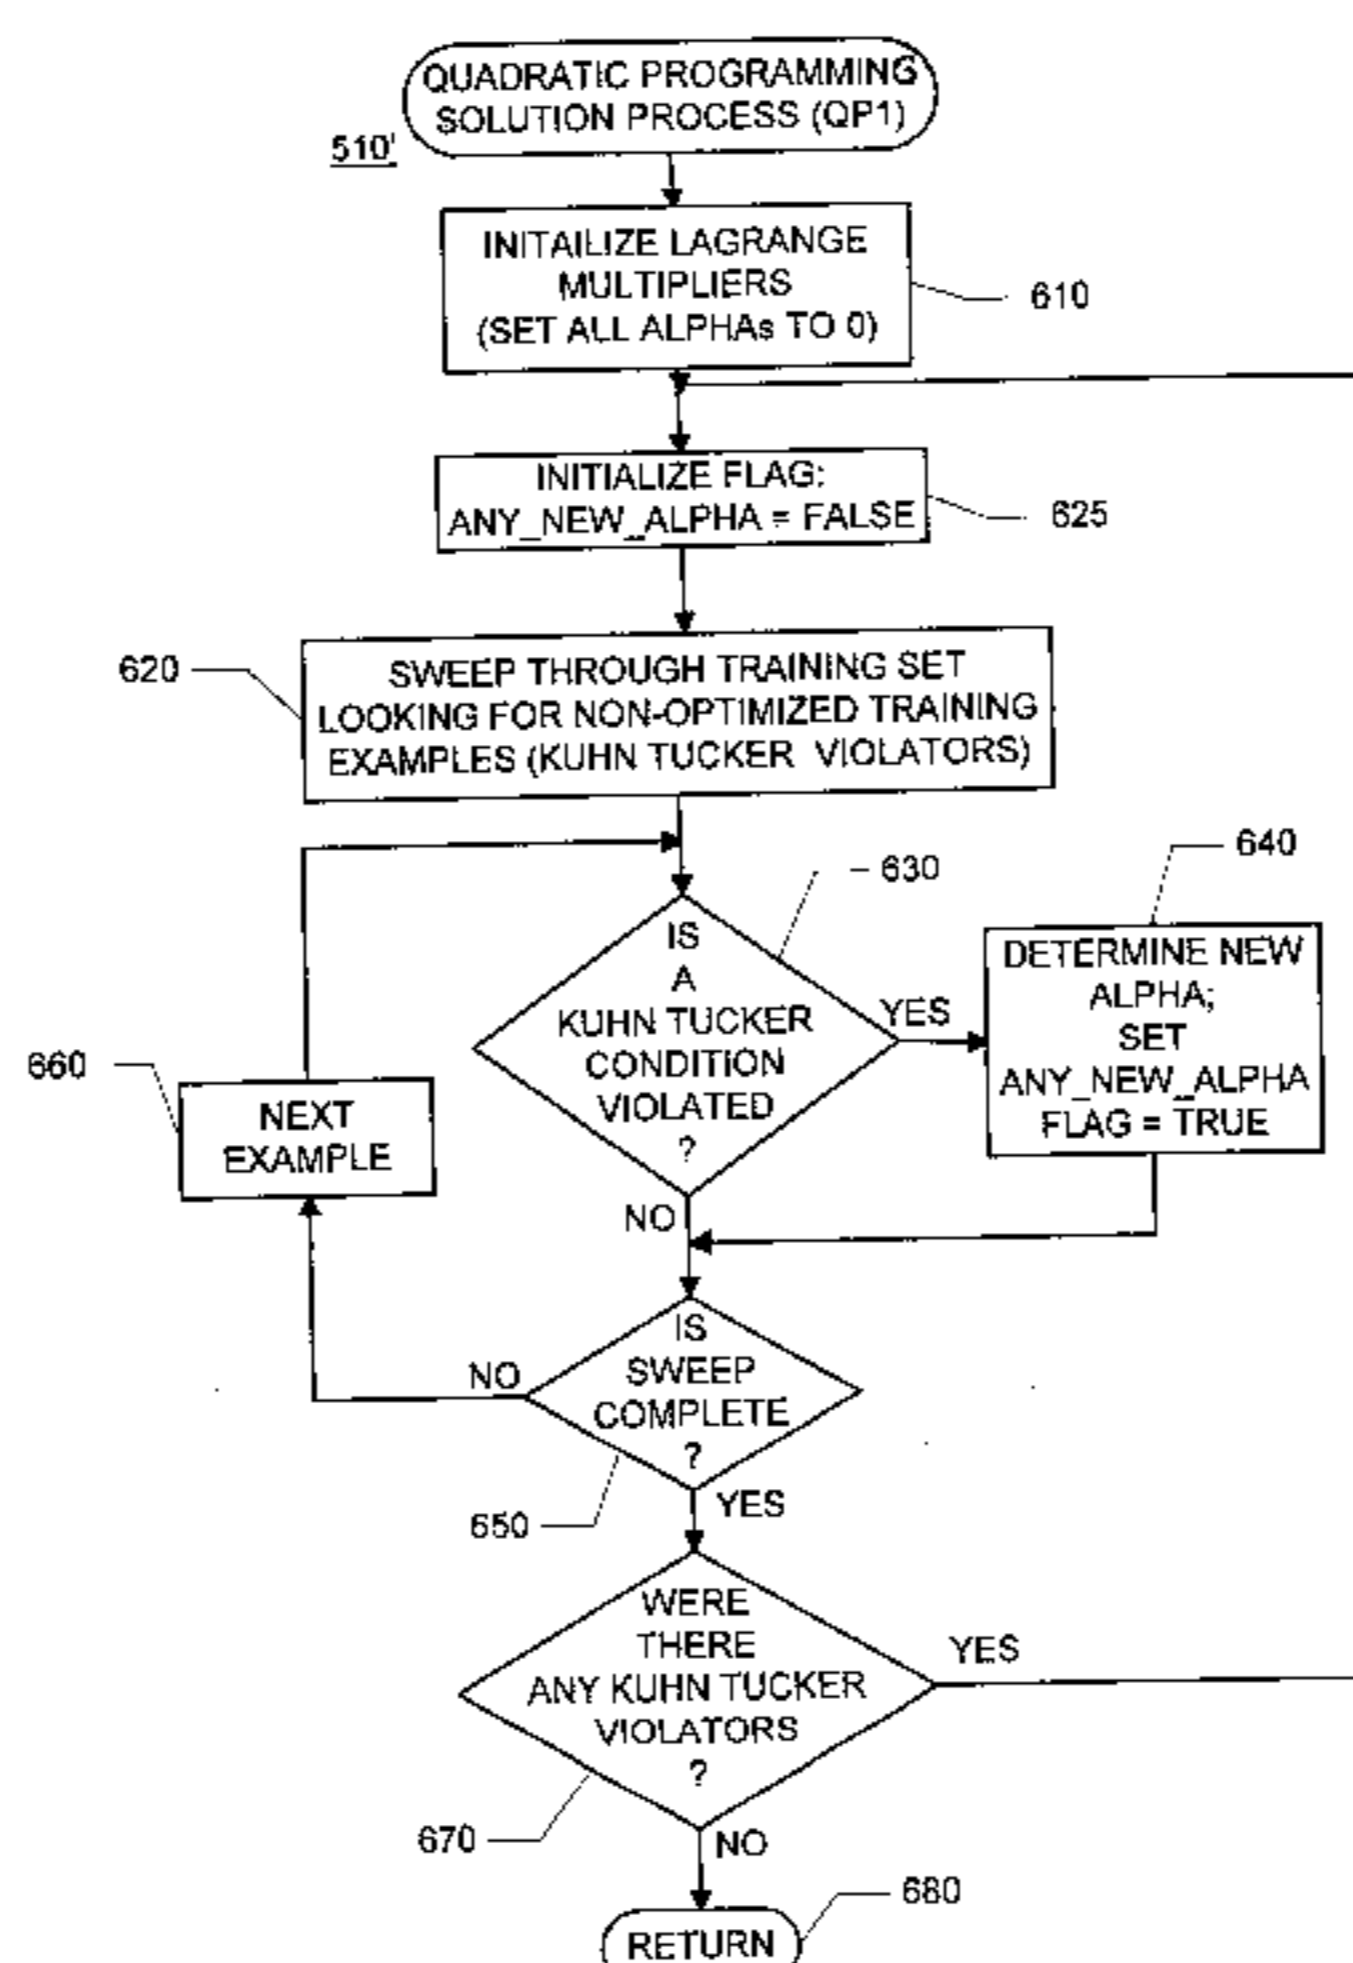 QUADRATIC PROGRAMMING
SOLUTION PROCESS (QP1)
510'
INITAILIZE LAGRANGE
MULTIPLIERS
(SET ALL ALPHAs TO 0)
610
INITIALIZE FLAG:
ANY_NEW_ALPHA = FALSE
625
620
SWEEP THROUGH TRAINING SET
LOOKING FOR NON-OPTIMIZED TRAINING
EXAMPLES (KUHN TUCKER VIOLATORS)
630
640
IS
A
KUHN TUCKER
CONDITION
VIOLATED
?
YES
DETERMINE NEW
ALPHA;
SET
ANY_NEW_ALPHA
FLAG = TRUE
660
NEXT
EXAMPLE
NO
IS
SWEEP
COMPLETE
?
NO
YES
650
WERE
THERE
ANY KUHN TUCKER
VIOLATORS
?
YES
670
NO
680
RETURN